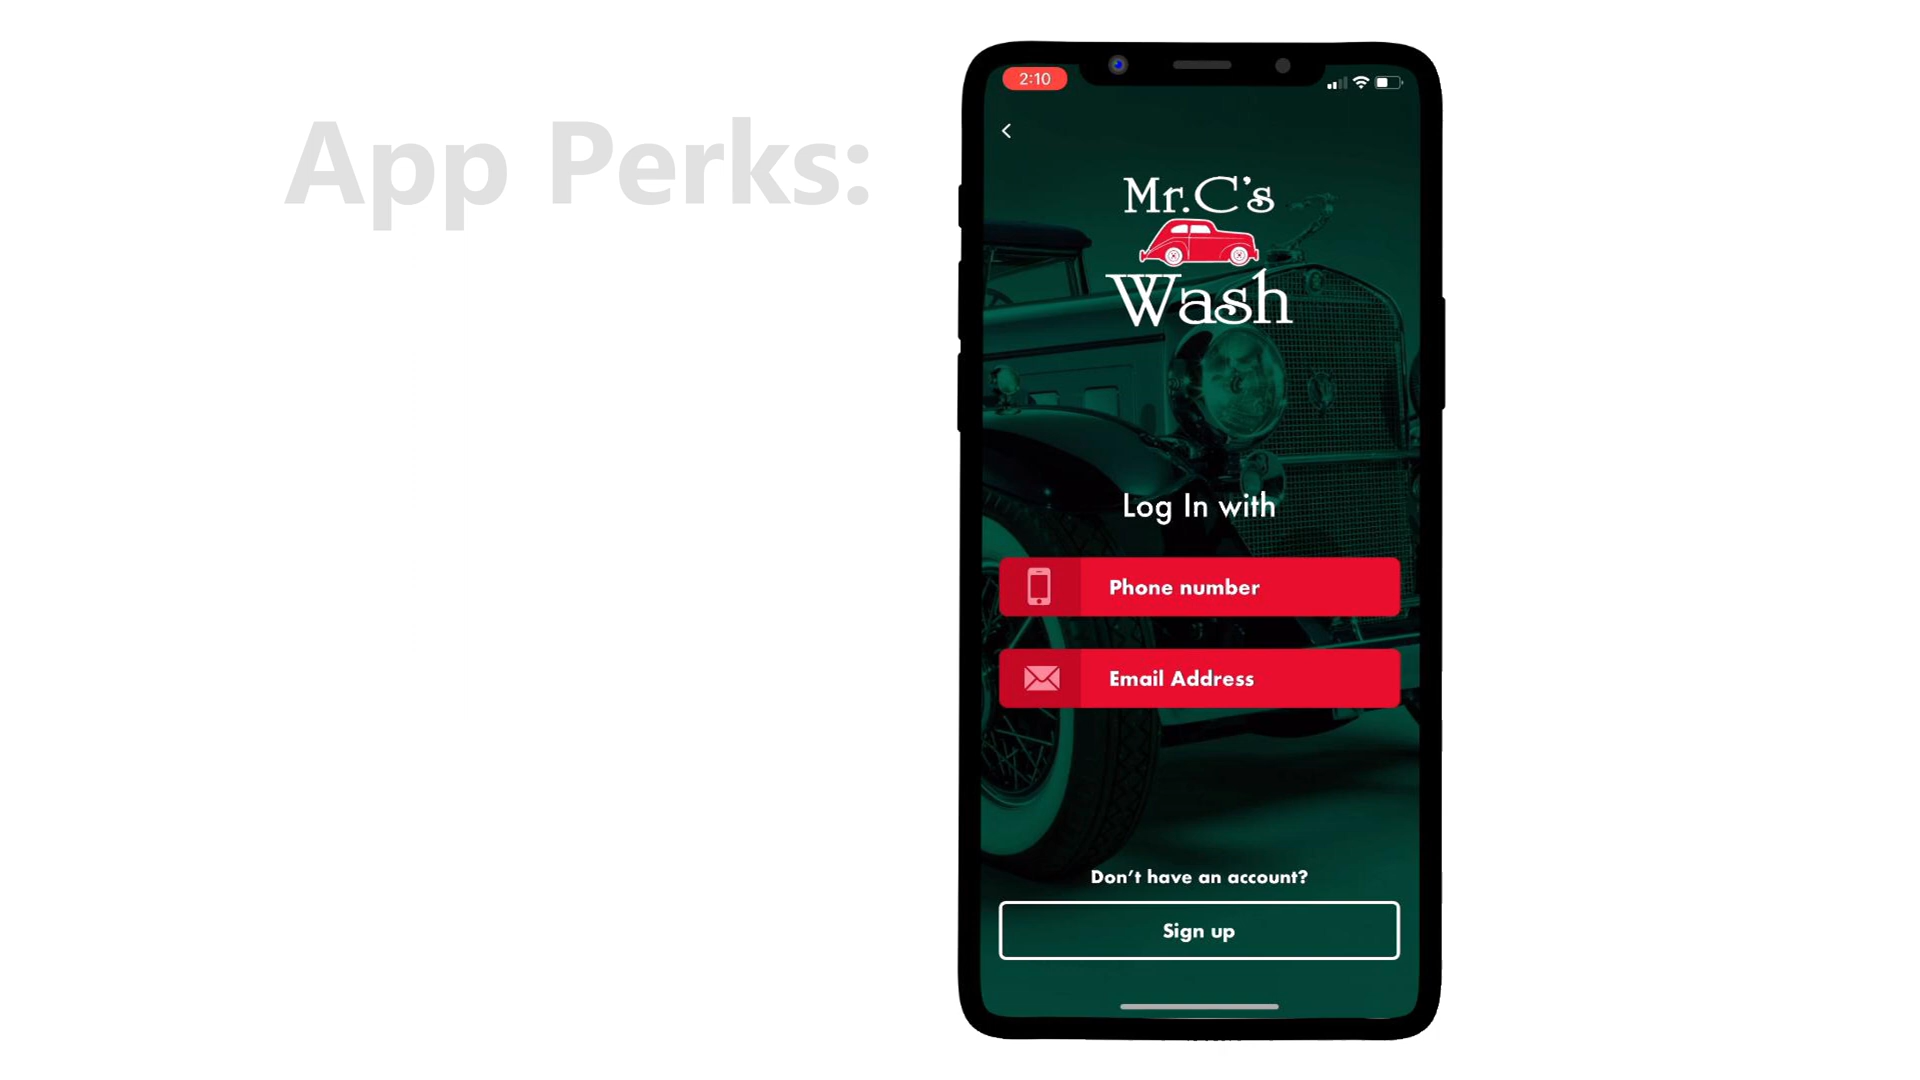 App Perks:
2:10
Mr. C's
Wash
Log In with
Phone number
Email Address
Don't have an account?
Sign up